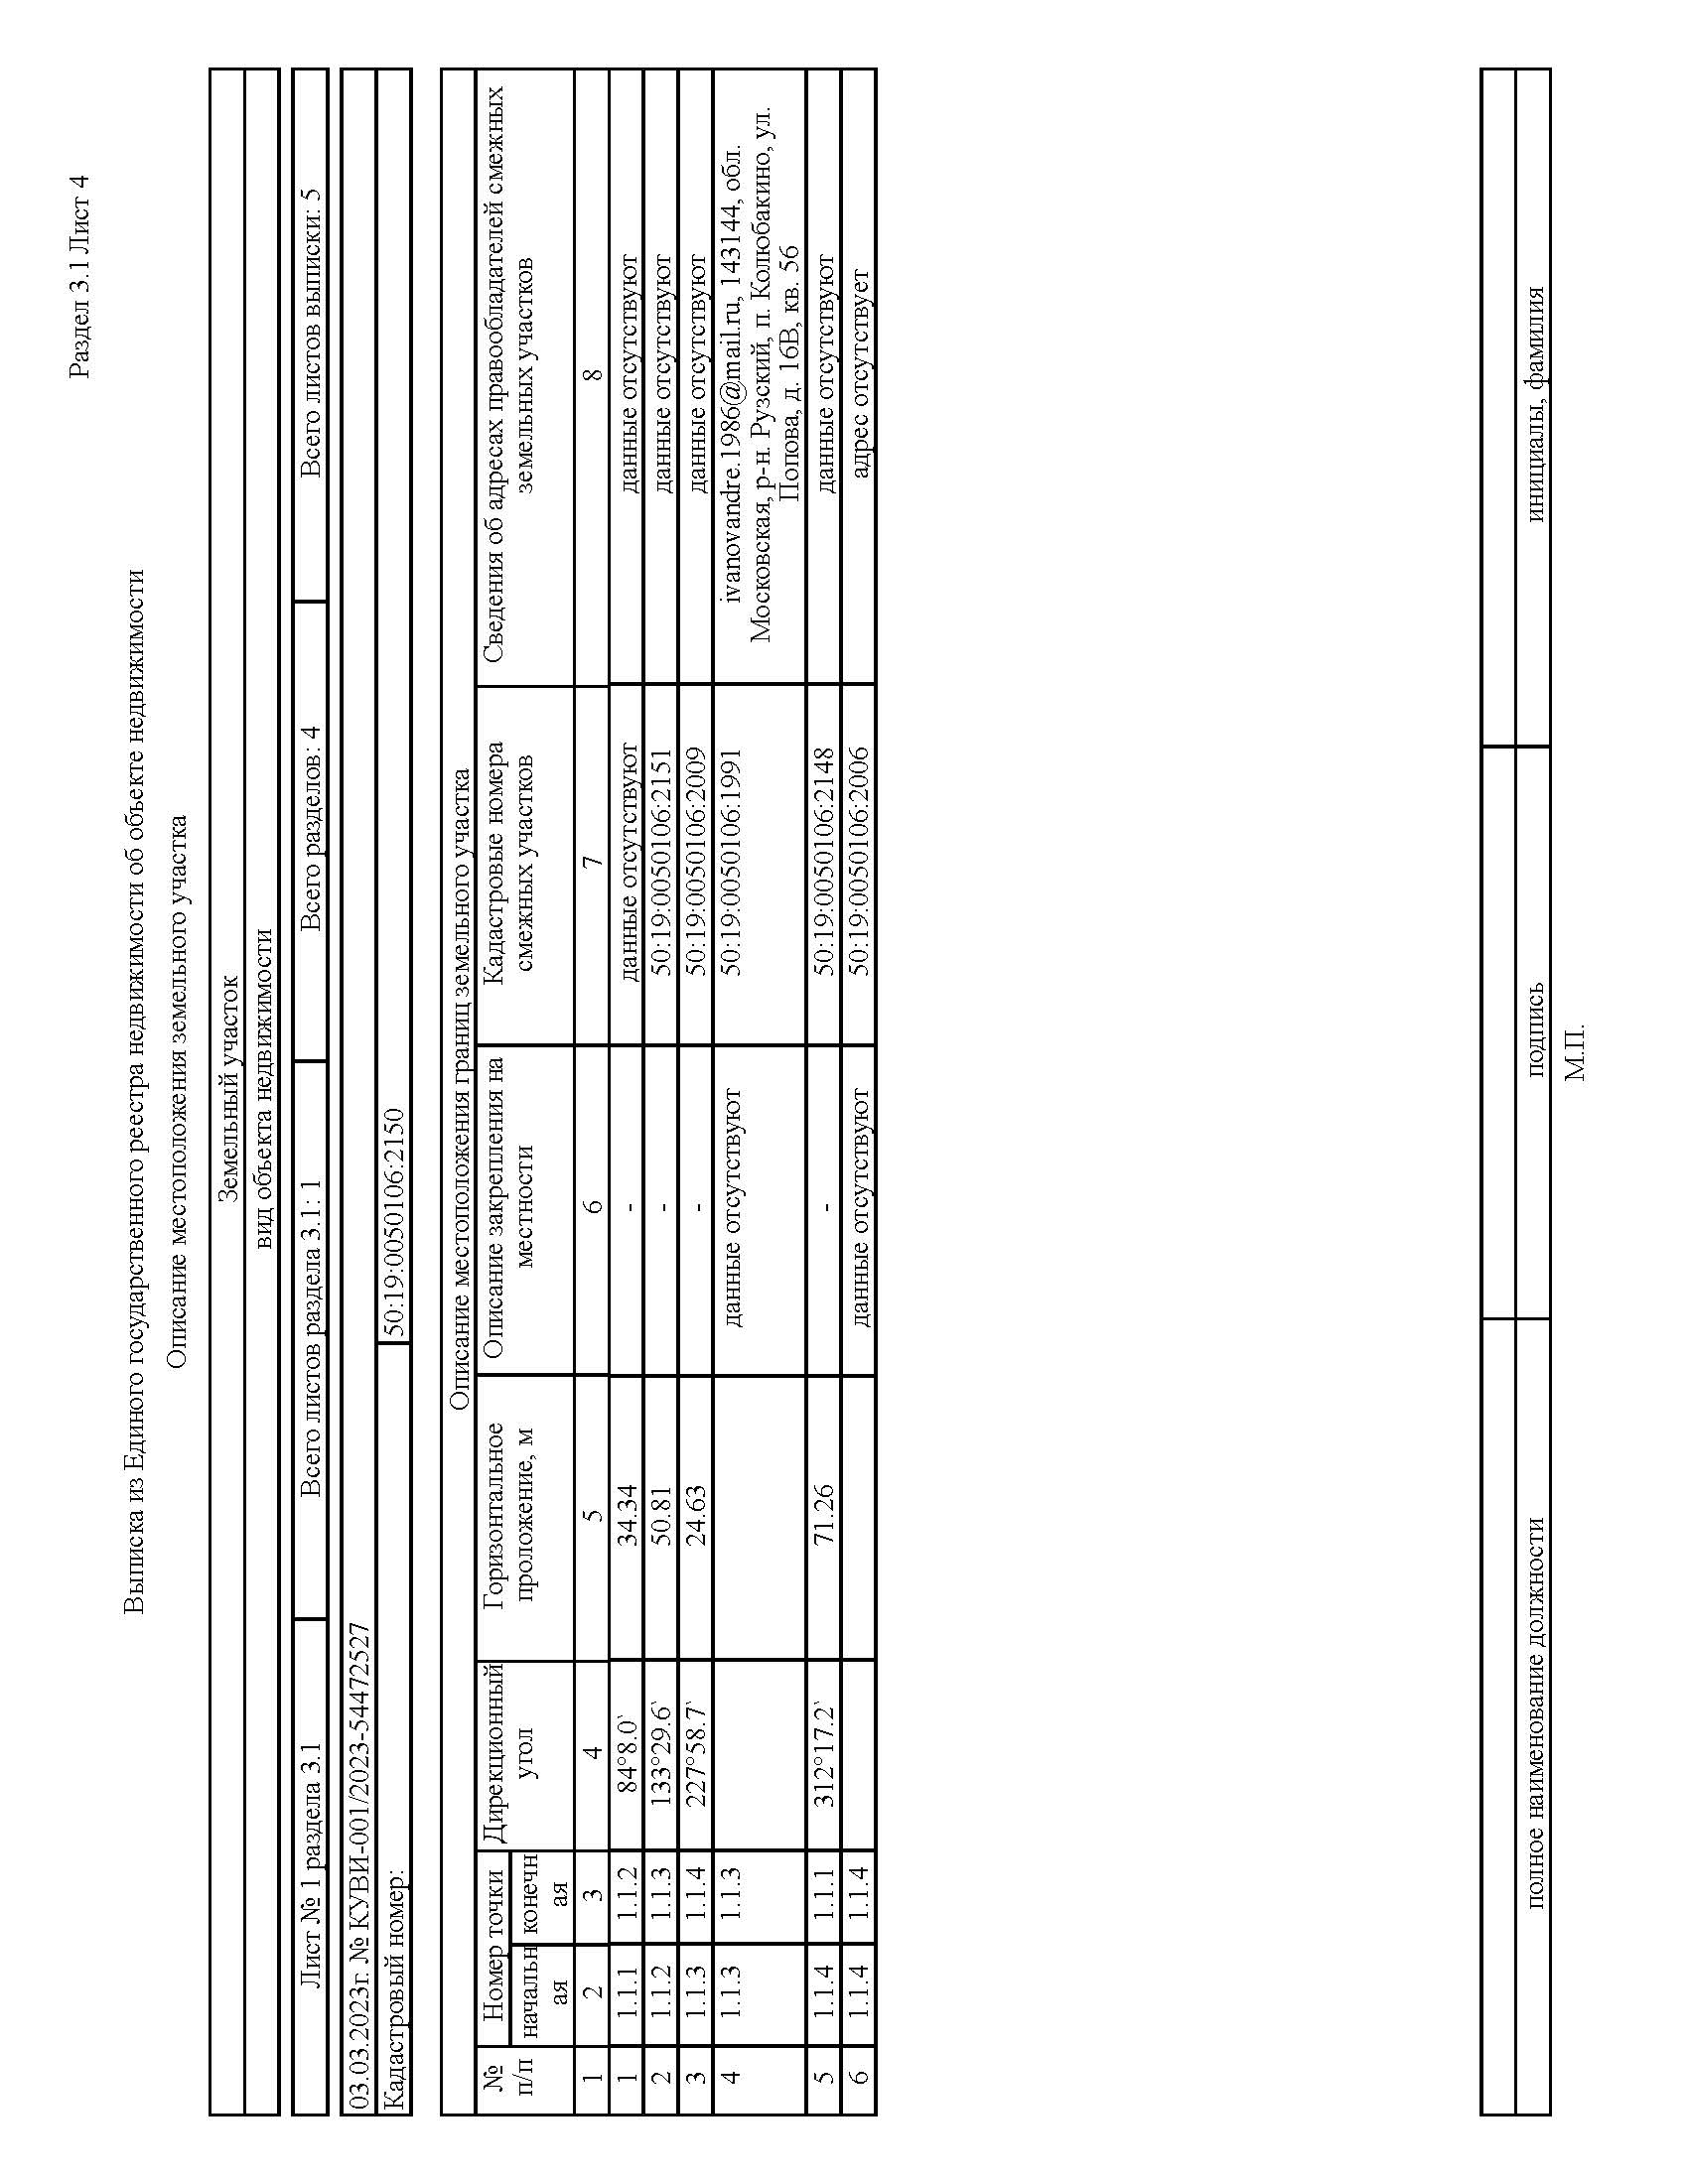 Раздел 3.1 Лист 4
Выписка из Единого государственного реестра недвижимости об объекте недвижимости
Описание местоположения земельного участка
Земельный участок
вид объекта недвижимости
Лист № 1 раздела 3.1 Всего листов раздела 3.1: 1 Всего разделов: 4 Всего листов выписки: 5
03.03.2023г. № КУВИ-001/2023-54472527
Кадастровый номер: 50:19:0050106:2150
Описание местоположения границ земельного участка
№ Номер точки Дирекционный Горизонтальное Описание закрепления на Кадастровые номера Сведения об адресах правообладателей смежных
п/п начальн конечн угол проложение, м местности смежных участков земельных участков
ая ая
1 2 3 4 5 6 7 8
1 1.1.1 1.1.2 84°8.0` 34.34 - данные отсутствуют данные отсутствуют
2 1.1.2 1.1.3 133°29.6` 50.81 - 50:19:0050106:2151 данные отсутствуют
3 1.1.3 1.1.4 227°58.7` 24.63 - 50:19:0050106:2009 данные отсутствуют
4 1.1.3 1.1.3 данные отсутствуют 50:19:0050106:1991 ivanovandre.1986@mail.ru, 143144, обл.
Московская, р-н. Рузский, п. Колюбакино, ул.
Попова, д. 16В, кв. 56
5 1.1.4 1.1.1 312°17.2` 71.26 - 50:19:0050106:2148 данные отсутствуют
6 1.1.4 1.1.4 данные отсутствуют 50:19:0050106:2006 адрес отсутствует
полное наименование должности подпись инициалы, фамилия
М.П.